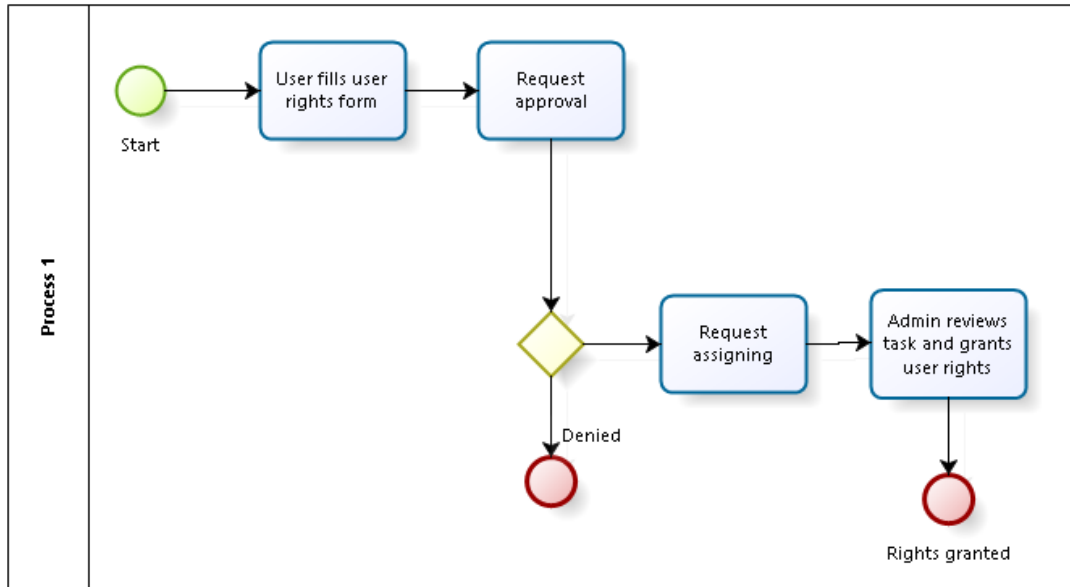 Process 1
Start
User fills user
rights form
Request
approval
Denied
Request
assigning
Admin reviews
task and grants
user rights
Rights granted